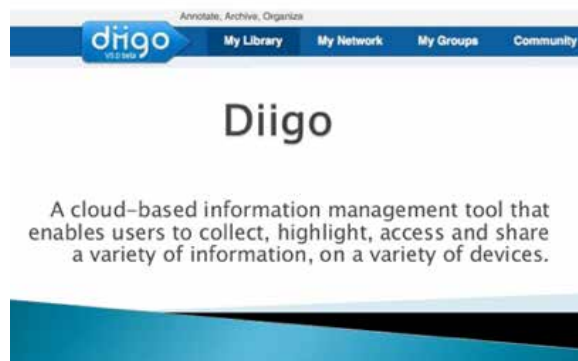 Annotate, Archive, Organize
diigo My Library My Network My Groups Community
V5.0 beta
Diigo
A cloud-based information management tool that
enables users to collect, highlight, access and share
a variety of information, on a variety of devices.